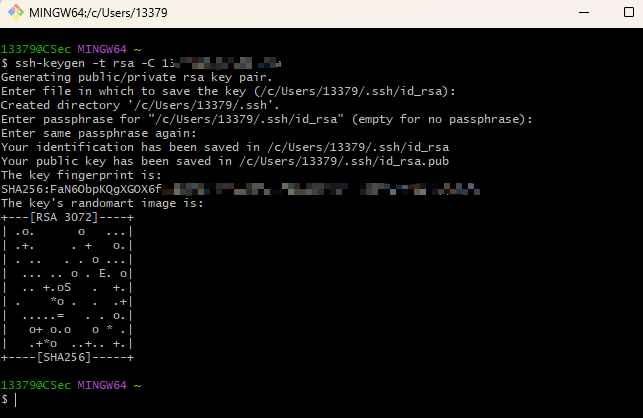 MINGW64:/c/Users/13379
13379@CSec MINGW64 ~
$ ssh-keygen -t rsa -C 13
Generating public/private rsa key pair.
Enter file in which to save the key (/c/Users/13379/.ssh/id_rsa):
Created directory '/c/Users/13379/.ssh'.
Enter passphrase for "/c/Users/13379/.ssh/id_rsa" (empty for no passphrase):
Enter same passphrase again:
Your identification has been saved in /c/Users/13379/.ssh/id_rsa
Your public key has been saved in /c/Users/13379/.ssh/id_rsa.pub
The key fingerprint is:
SHA256:FaN6ObpKQgXGOX6f
The key's randomart image is:
+---[RSA 3072]----+
| .o.      o   ...|
| .+.     . +   o.|
| . ..   . . o ...|
|  ... .. o . E. o|
|  .. +.oS   .  +.|
| .    *o .  .  .+|
|  .....=   . . o.|
|   o+ o.o   o * .|
|   .+*o  ..+.. +.|
+----[SHA256]-----+
13379@CSec MINGW64 ~
$